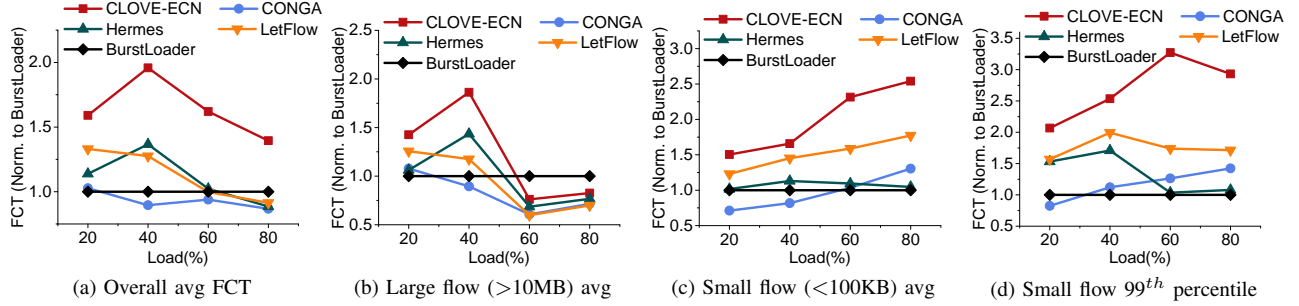 CLOVE-ECN
CONGA
Hermes
LetFlow
BurstLoader
FCT (Norm. to BurstLoader)
2.0
1.5
1.0
20 40 60 80
Load(%)
(a) Overall avg FCT
CLOVE-ECN
CONGA
Hermes
LetFlow
BurstLoader
FCT (Norm. to BurstLoader)
2.5
2.0
1.5
1.0
0.5
20 40 60 80
Load(%)
(b) Large flow (>10MB) avg
CLOVE-ECN
CONGA
Hermes
LetFlow
BurstLoader
FCT (Norm. to BurstLoader)
3.0
2.5
2.0
1.5
1.0
0.5
20 40 60 80
Load(%)
(c) Small flow (<100KB) avg
CLOVE-ECN
CONGA
Hermes
LetFlow
BurstLoader
FCT (Norm. to BurstLoader)
3.5
3.0
2.5
2.0
1.5
1.0
0.5
20 40 60 80
Load(%)
(d) Small flow 99th percentile